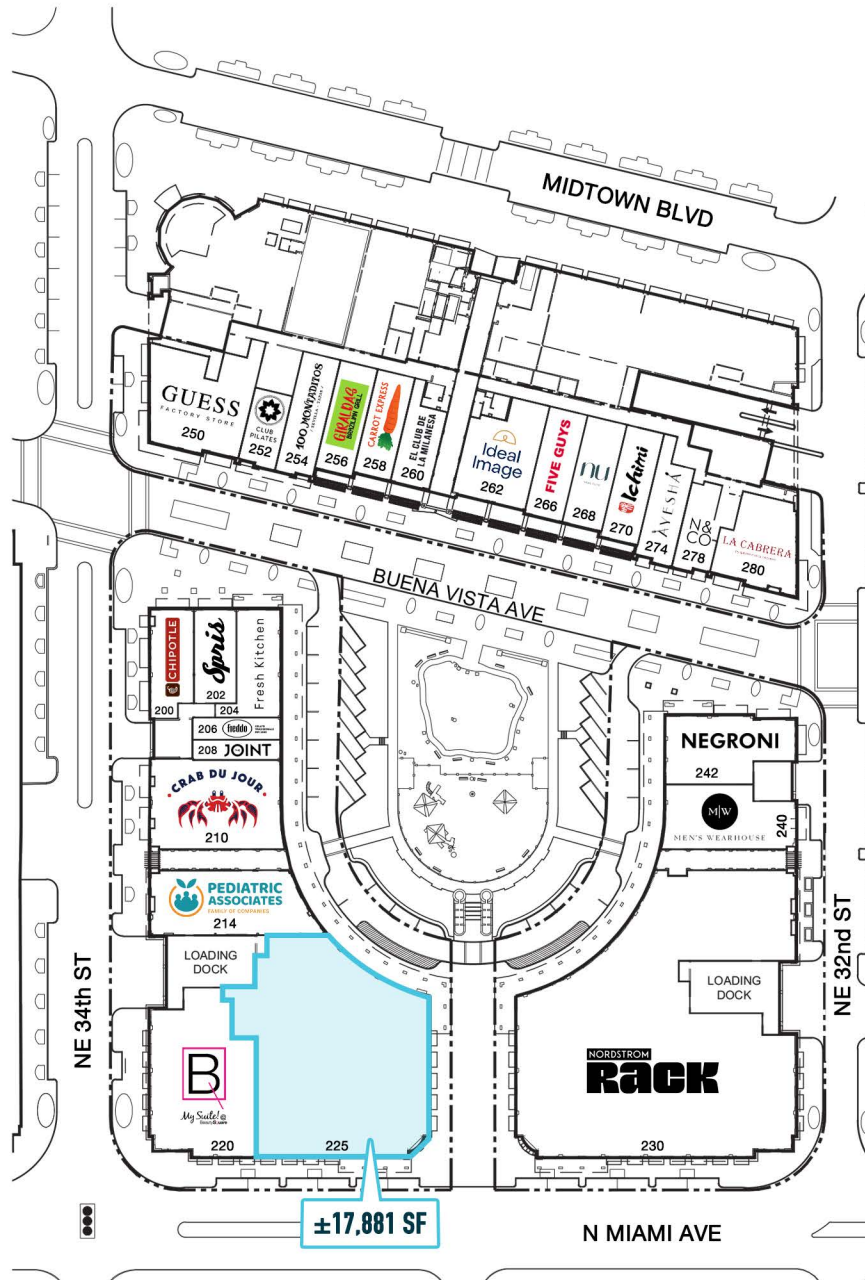 MIDTOWN BLVD
GUESS
FACTORY STORE
250
CLUB
PILATES
252
100 MONTADITOS
254
GIRALDAS
BRAZILIAN GRILL
256
CARROT EXPRESS
258
EL CLUB DE
LA MILANESA
260
Ideal
Image
262
FIVE GUYS
266
nu
268
Ichimi
270
AYESHÁ
274
N&
CO-
278
LA CABRERA
280
BUENA VISTA AVE
CHIPOTLE
200
Spris
202
Fresh Kitchen
204
206
freddo
208
JOINT
CRAB DU JOUR
210
PEDIATRIC
ASSOCIATES
FAMILY OF COMPANIES
214
LOADING
DOCK
NE 34th ST
B
My Suite!
220
225
±17,881 SF
NEGRONI
242
M|W
MEN'S WEARHOUSE
240
LOADING
DOCK
NE 32nd ST
NORDSTROM
RACK
230
N MIAMI AVE